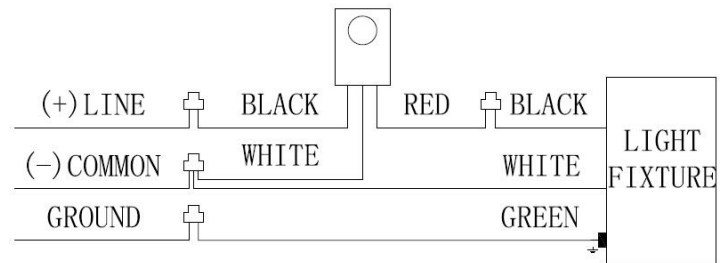 (+)LINE BLACK RED BLACK
(-)COMMON WHITE WHITE
GROUND GREEN
LIGHT
FIXTURE